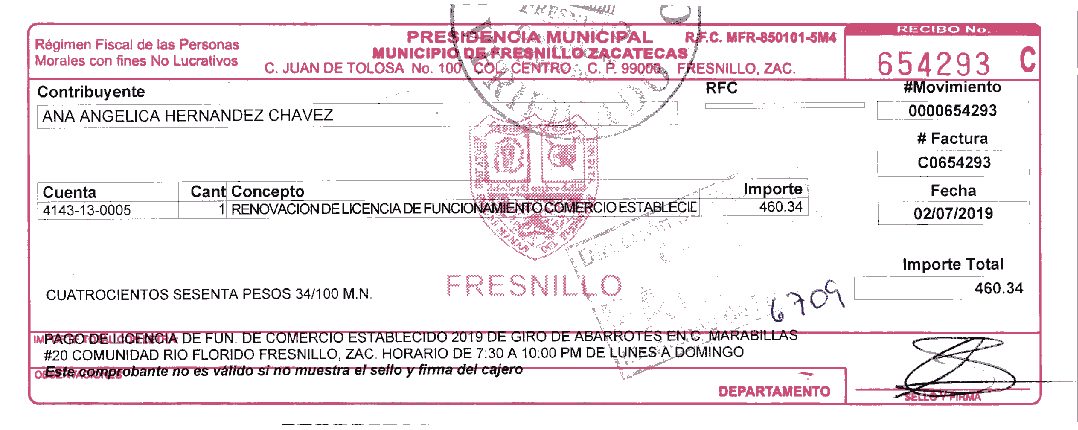 Régimen Fiscal de las Personas
Morales con fines No Lucrativos
PRESIDENCIA MUNICIPAL
R.F.C. MFR-850101-5M4
MUNICIPIO DE FRESNILLO ZACATECAS
C. JUAN DE TOLOSA No. 100 COL. CENTRO C. P. 99000 FRESNILLO, ZAC.
RECIBO No.
654293 C
Contribuyente
RFC
#Movimiento
ANA ANGELICA HERNANDEZ CHAVEZ
0000654293
# Factura
C0654293
Cuenta Cant Concepto Importe
Fecha
4143-13-0005 1 RENOVACION DE LICENCIA DE FUNCIONAMIENTO COMERCIO ESTABLECID 460.34
02/07/2019
Importe Total
460.34
FRESNILLO
CUATROCIENTOS SESENTA PESOS 34/100 M.N.
6709
PAGO DE LICENCIA DE FUN. DE COMERCIO ESTABLECIDO 2019 DE GIRO DE ABARROTES EN C. MARABILLAS
#20 COMUNIDAD RIO FLORIDO FRESNILLO, ZAC. HORARIO DE 7:30 A 10:00 PM DE LUNES A DOMINGO
Este comprobante no es válido si no muestra el sello y firma del cajero
OBSERVACIONES
DEPARTAMENTO
SELLO Y FIRMA